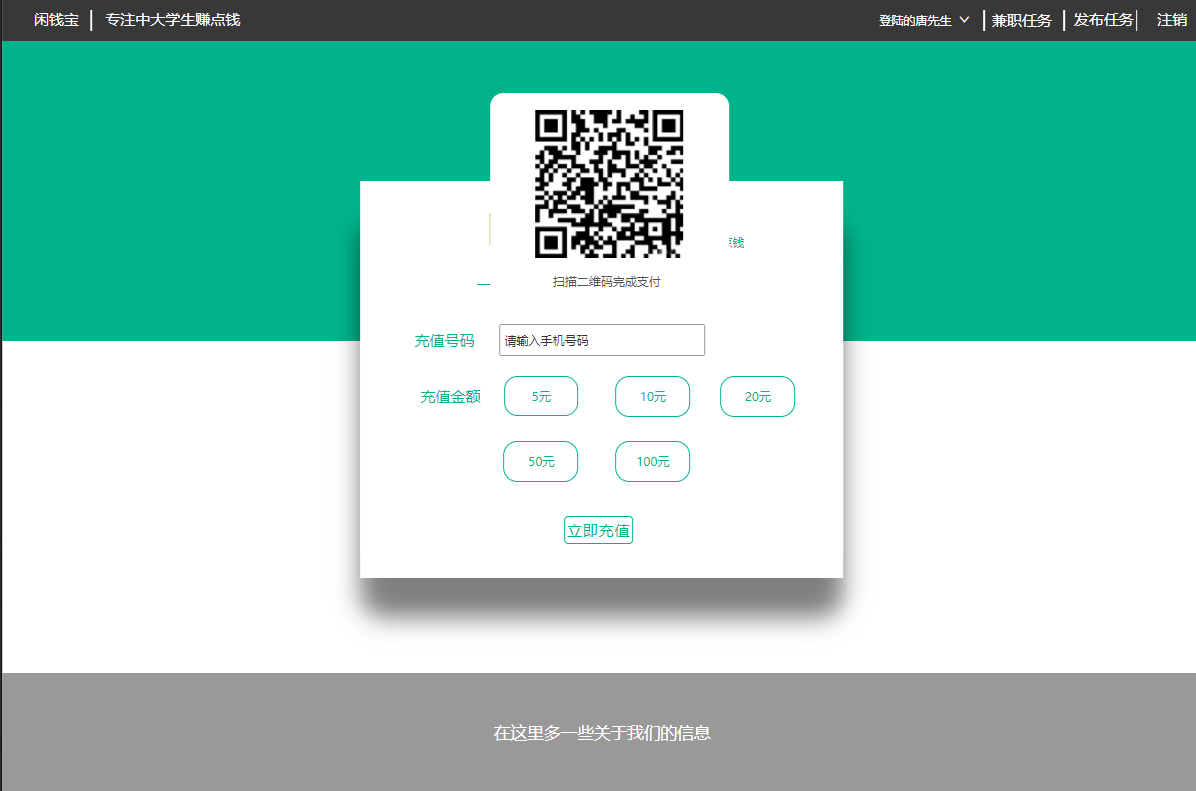 闲钱宝 专注中大学生赚点钱 登陆的唐先生 兼职任务 发布任务 注销
钱
扫描二维码完成支付
充值号码 请输入手机号码
充值金额 5元 10元 20元
50元 100元
立即充值
在这里多一些关于我们的信息